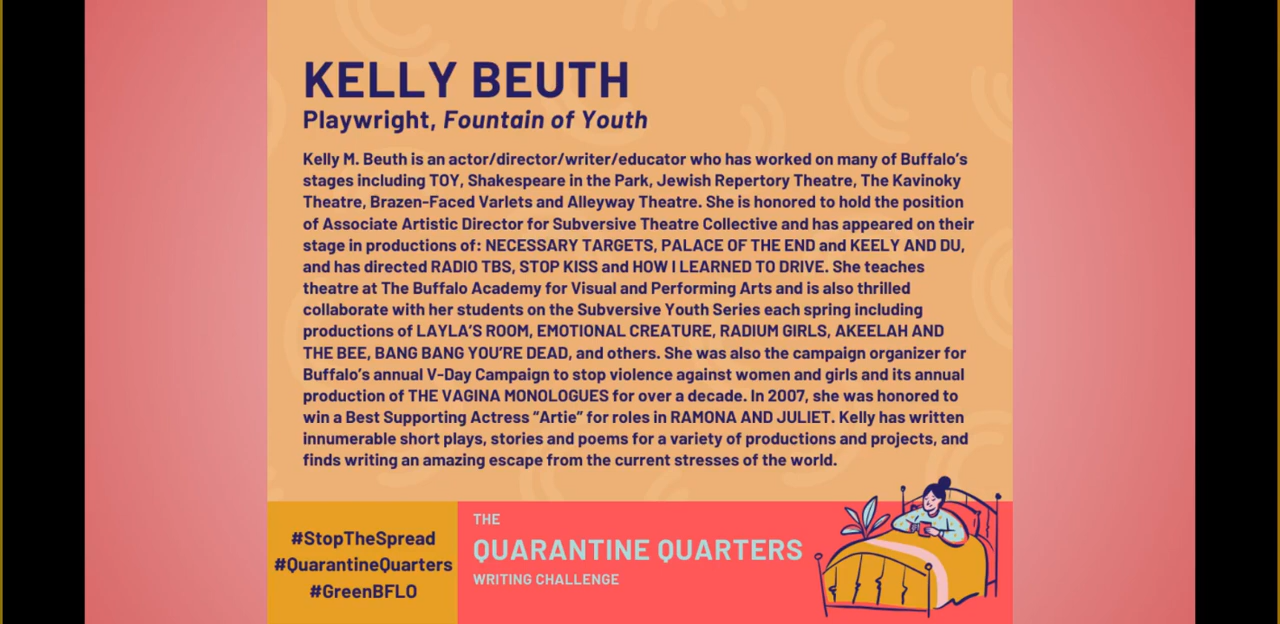 KELLY BEUTH
Playwright, Fountain of Youth
Kelly M. Beuth is an actor/director/writer/educator who has worked on many of Buffalo's
stages including TOY, Shakespeare in the Park, Jewish Repertory Theatre, The Kavinoky
Theatre, Brazen-Faced Varlets and Alleyway Theatre. She is honored to hold the position
of Associate Artistic Director for Subversive Theatre Collective and has appeared on their
stage in productions of: NECESSARY TARGETS, PALACE OF THE END and KEELY AND DU,
and has directed RADIO TBS, STOP KISS and HOW I LEARNED TO DRIVE. She teaches
theatre at The Buffalo Academy for Visual and Performing Arts and is also thrilled
collaborate with her students on the Subversive Youth Series each spring including
productions of LAYLA'S ROOM, EMOTIONAL CREATURE, RADIUM GIRLS, AKEELAH AND
THE BEE, BANG BANG YOU'RE DEAD, and others. She was also the campaign organizer for
Buffalo's annual V-Day Campaign to stop violence against women and girls and its annual
production of THE VAGINA MONOLOGUES for over a decade. In 2007, she was honored to
win a Best Supporting Actress “Artie” for roles in RAMONA AND JULIET. Kelly has written
innumerable short plays, stories and poems for a variety of productions and projects, and
finds writing an amazing escape from the current stresses of the world.
#StopTheSpread
#QuarantineQuarters
#GreenBFLO
THE
QUARANTINE QUARTERS
WRITING CHALLENGE